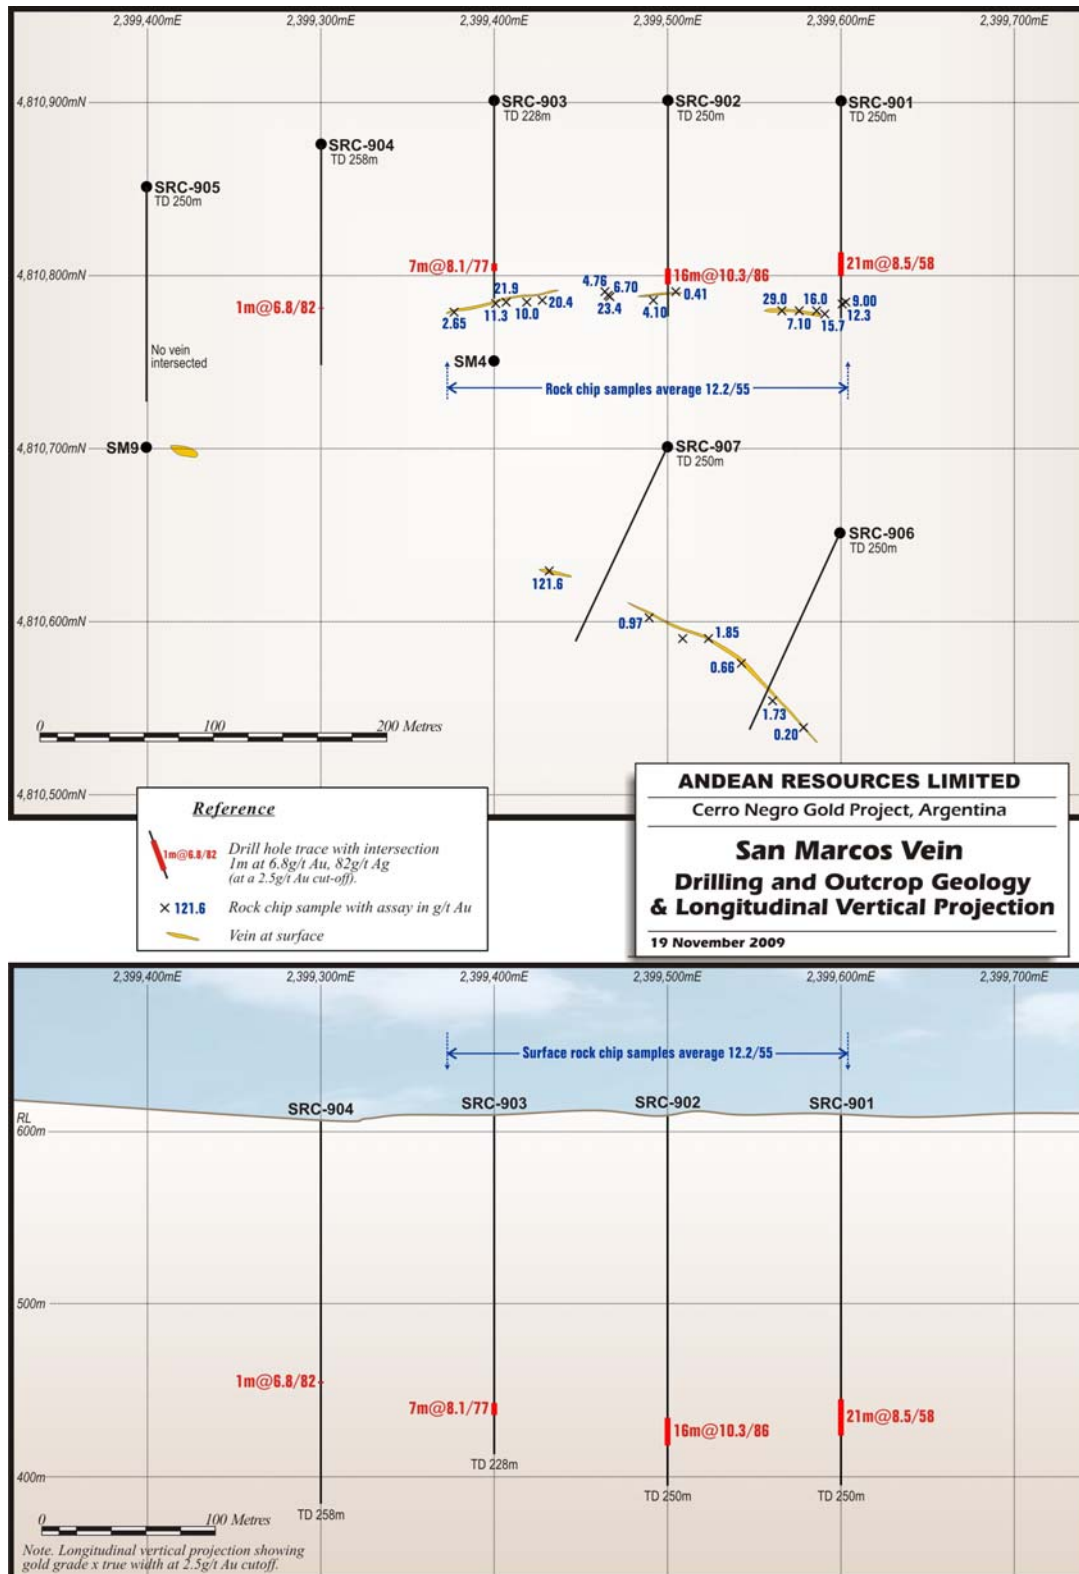 2,399,400mE 2,399,300mE 2,399,400mE 2,399,500mE 2,399,600mE 2,399,700mE
4,810,900mN
SRC-903
TD 228m
SRC-902
TD 250m
SRC-901
TD 250m
SRC-904
TD 258m
SRC-905
TD 250m
4,810,800mN
7m@8.1/77
16m@10.3/86
21m@8.5/58
1m@6.8/82
21.9
4.76
6.70
0.41
29.0
16.0
9.00
2.65
11.3
10.0
20.4
23.4
4.10
7.10
15.7
12.3
No vein
intersected
SM4
Rock chip samples average 12.2/55
4,810,700mN
SM9
SRC-907
TD 250m
SRC-906
TD 250m
121.6
4,810,600mN
0.97
1.85
0.66
1.73
0.20
0 100 200 Metres
4,810,500mN
Reference
1m@6.8/82
Drill hole trace with intersection
1m at 6.8g/t Au, 82g/t Ag
(at a 2.5g/t Au cut-off).
121.6 Rock chip sample with assay in g/t Au
Vein at surface
ANDEAN RESOURCES LIMITED
Cerro Negro Gold Project, Argentina
San Marcos Vein
Drilling and Outcrop Geology
& Longitudinal Vertical Projection
19 November 2009
2,399,400mE 2,399,300mE 2,399,400mE 2,399,500mE 2,399,600mE 2,399,700mE
Surface rock chip samples average 12.2/55
SRC-904 SRC-903 SRC-902 SRC-901
RL
600m
500m
1m@6.8/82
7m@8.1/77
16m@10.3/86
21m@8.5/58
TD 228m
400m
TD 258m
TD 250m
TD 250m
0 100 Metres
Note. Longitudinal vertical projection showing
gold grade x true width at 2.5g/t Au cutoff.